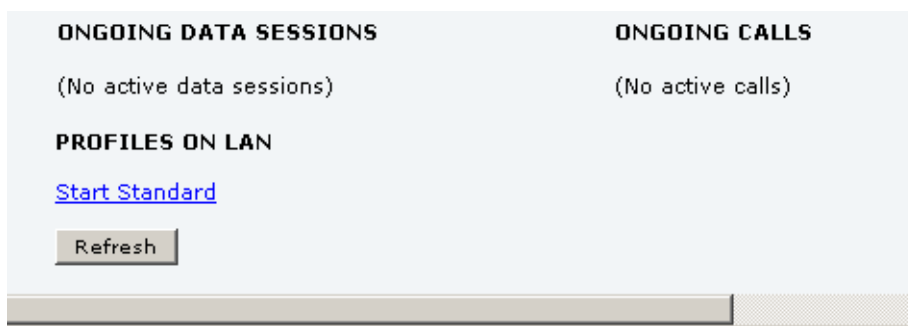 ONGOING DATA SESSIONS
ONGOING CALLS
(No active data sessions)
(No active calls)
PROFILES ON LAN
Start Standard
Refresh